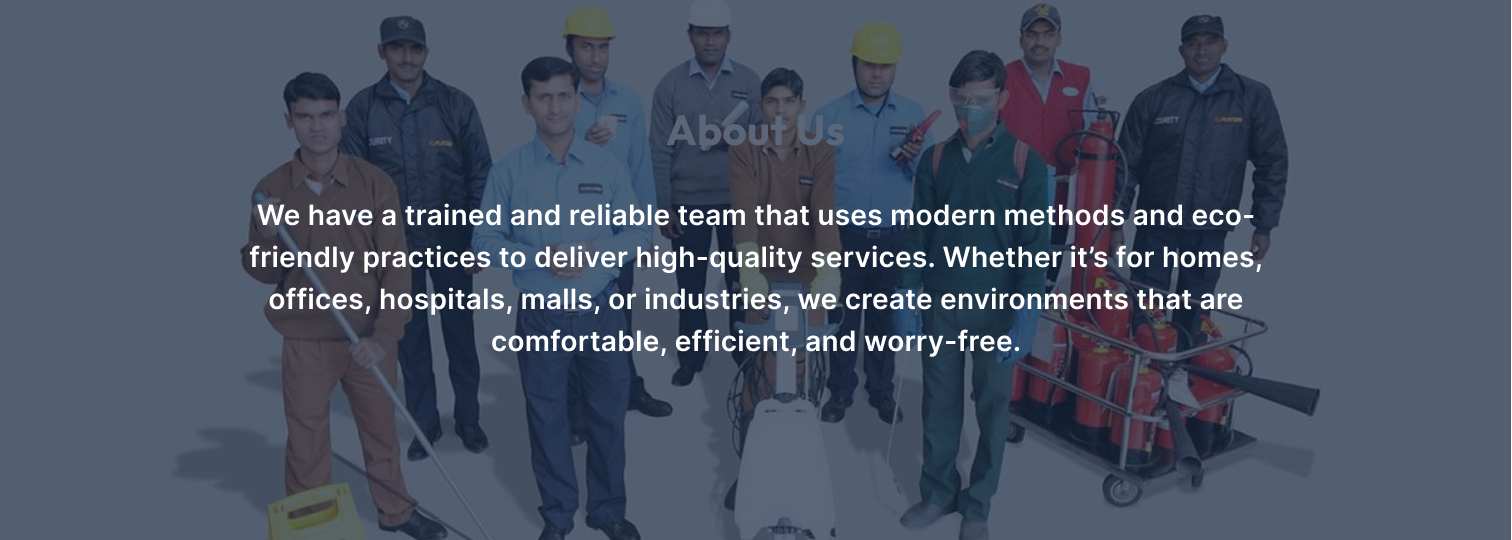 About Us
We have a trained and reliable team that uses modern methods and eco-
friendly practices to deliver high-quality services. Whether it’s for homes,
offices, hospitals, malls, or industries, we create environments that are
comfortable, efficient, and worry-free.